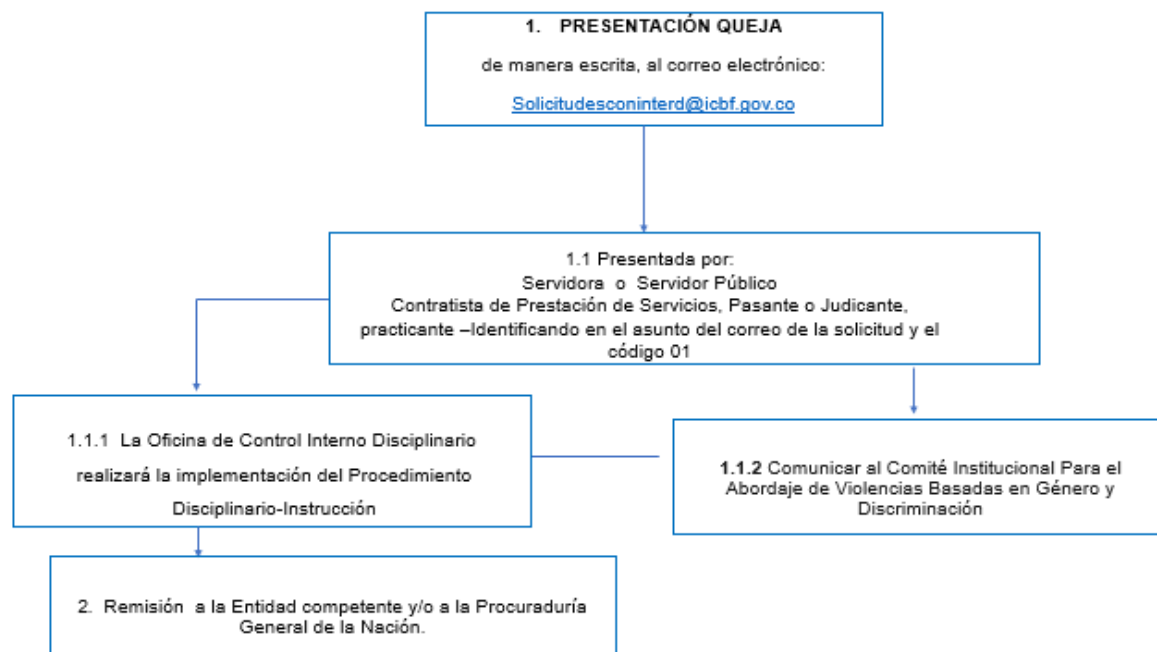 1. PRESENTACIÓN QUEJA
de manera escrita, al correo electrónico:
Solicitudesconinterd@icbf.gov.co
1.1 Presentada por:
Servidora o Servidor Público
Contratista de Prestación de Servicios, Pasante o Judicante,
practicante –Identificando en el asunto del correo de la solicitud y el
código 01
1.1.1 La Oficina de Control Interno Disciplinario
realizará la implementación del Procedimiento
Disciplinario-Instrucción
1.1.2 Comunicar al Comité Institucional Para el
Abordaje de Violencias Basadas en Género y
Discriminación
2. Remisión a la Entidad competente y/o a la Procuraduría
General de la Nación.